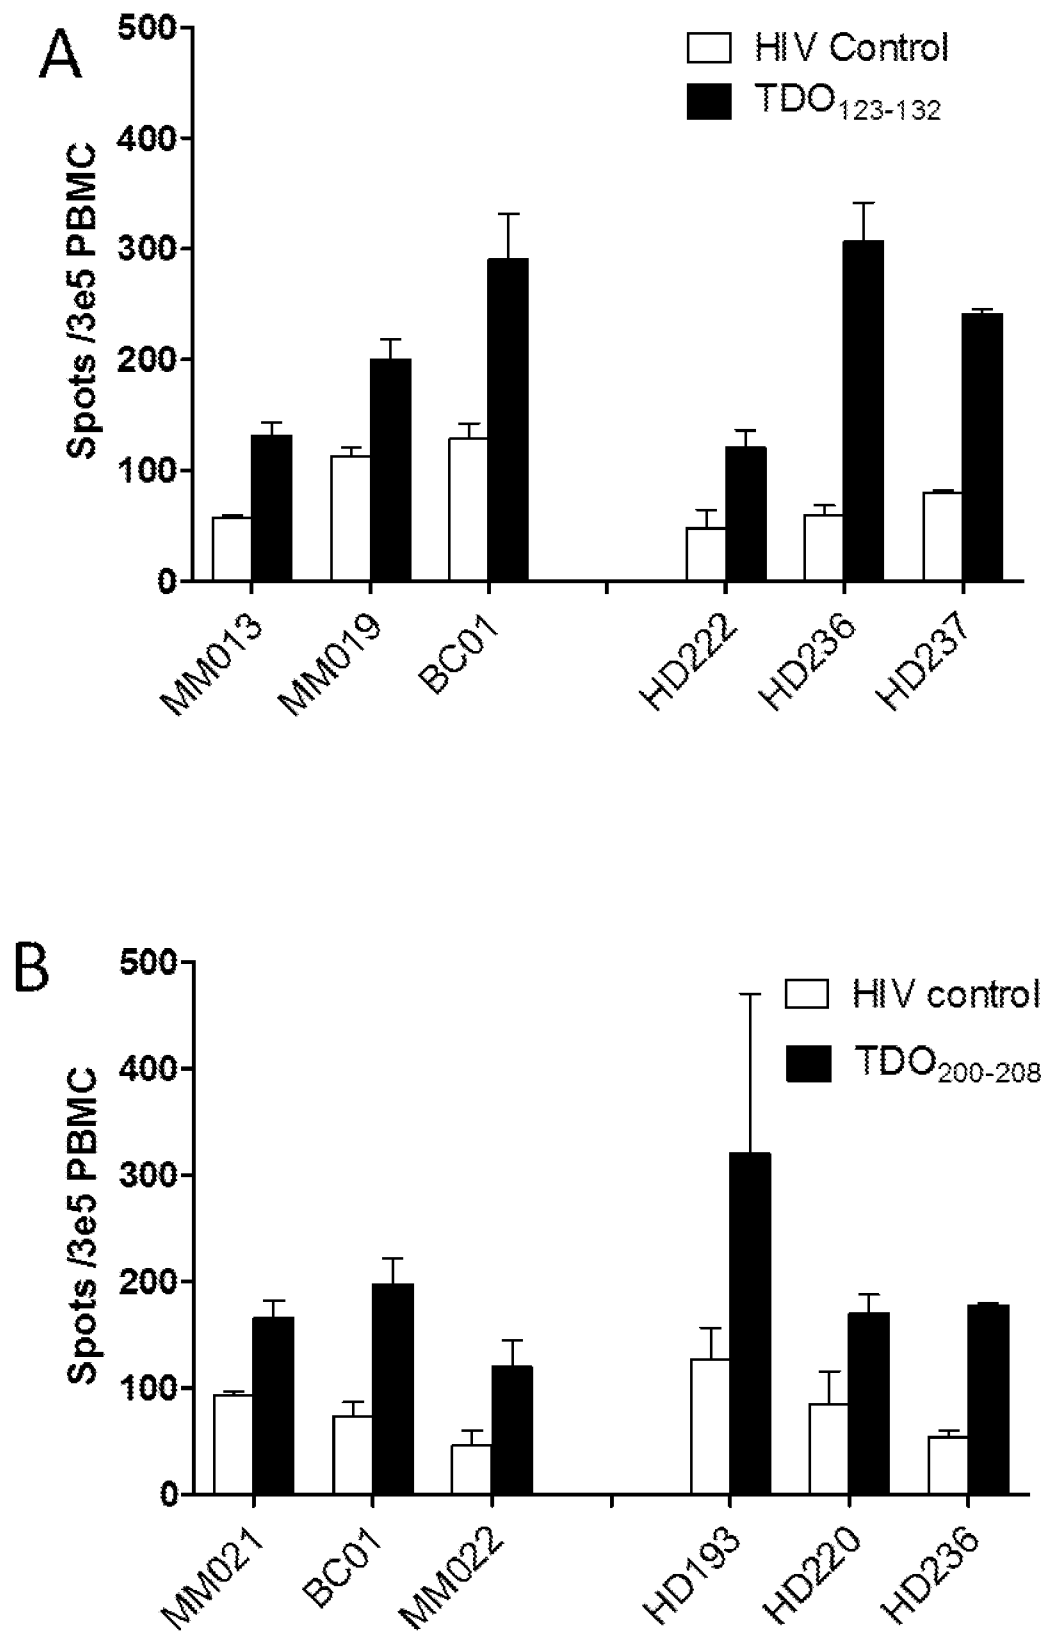 A
HIV Control
TDO123-132
Spots /3e5 PBMC
500
400
300
200
100
0
MM013 MM019 BC01 HD222 HD236 HD237
B
HIV control
TDO200-208
Spots /3e5 PBMC
500
400
300
200
100
0
MM021 BC01 MM022 HD193 HD220 HD236